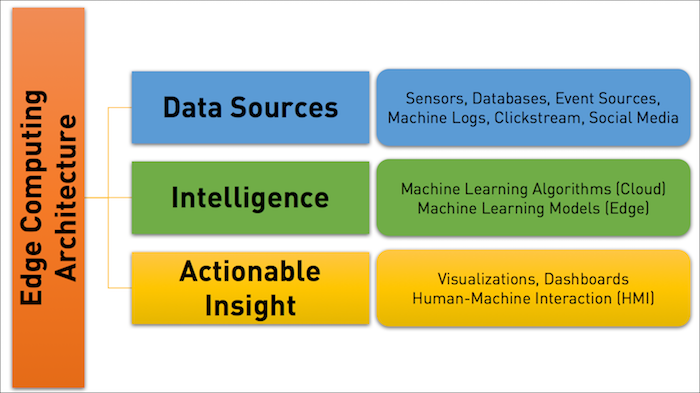 Edge Computing
Architecture
Data Sources
Sensors, Databases, Event Sources,
Machine Logs, Clickstream, Social Media
Intelligence
Machine Learning Algorithms (Cloud)
Machine Learning Models (Edge)
Actionable
Insight
Visualizations, Dashboards
Human-Machine Interaction (HMI)